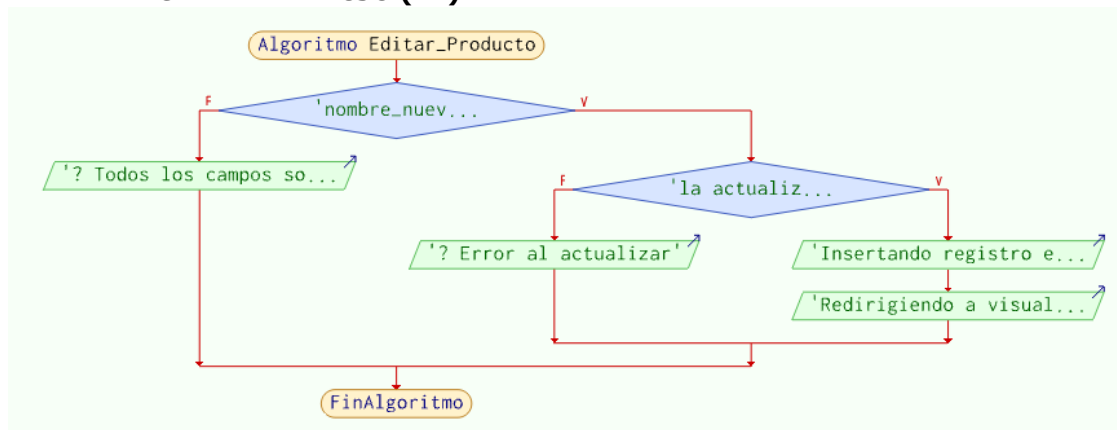 Algoritmo Editar_Producto
F
'nombre_nuev...
V
'? Todos los campos so...
F
'la actualiz...
V
'? Error al actualizar'
'Insertando registro e...
'Redirigiendo a visual...
FinAlgoritmo